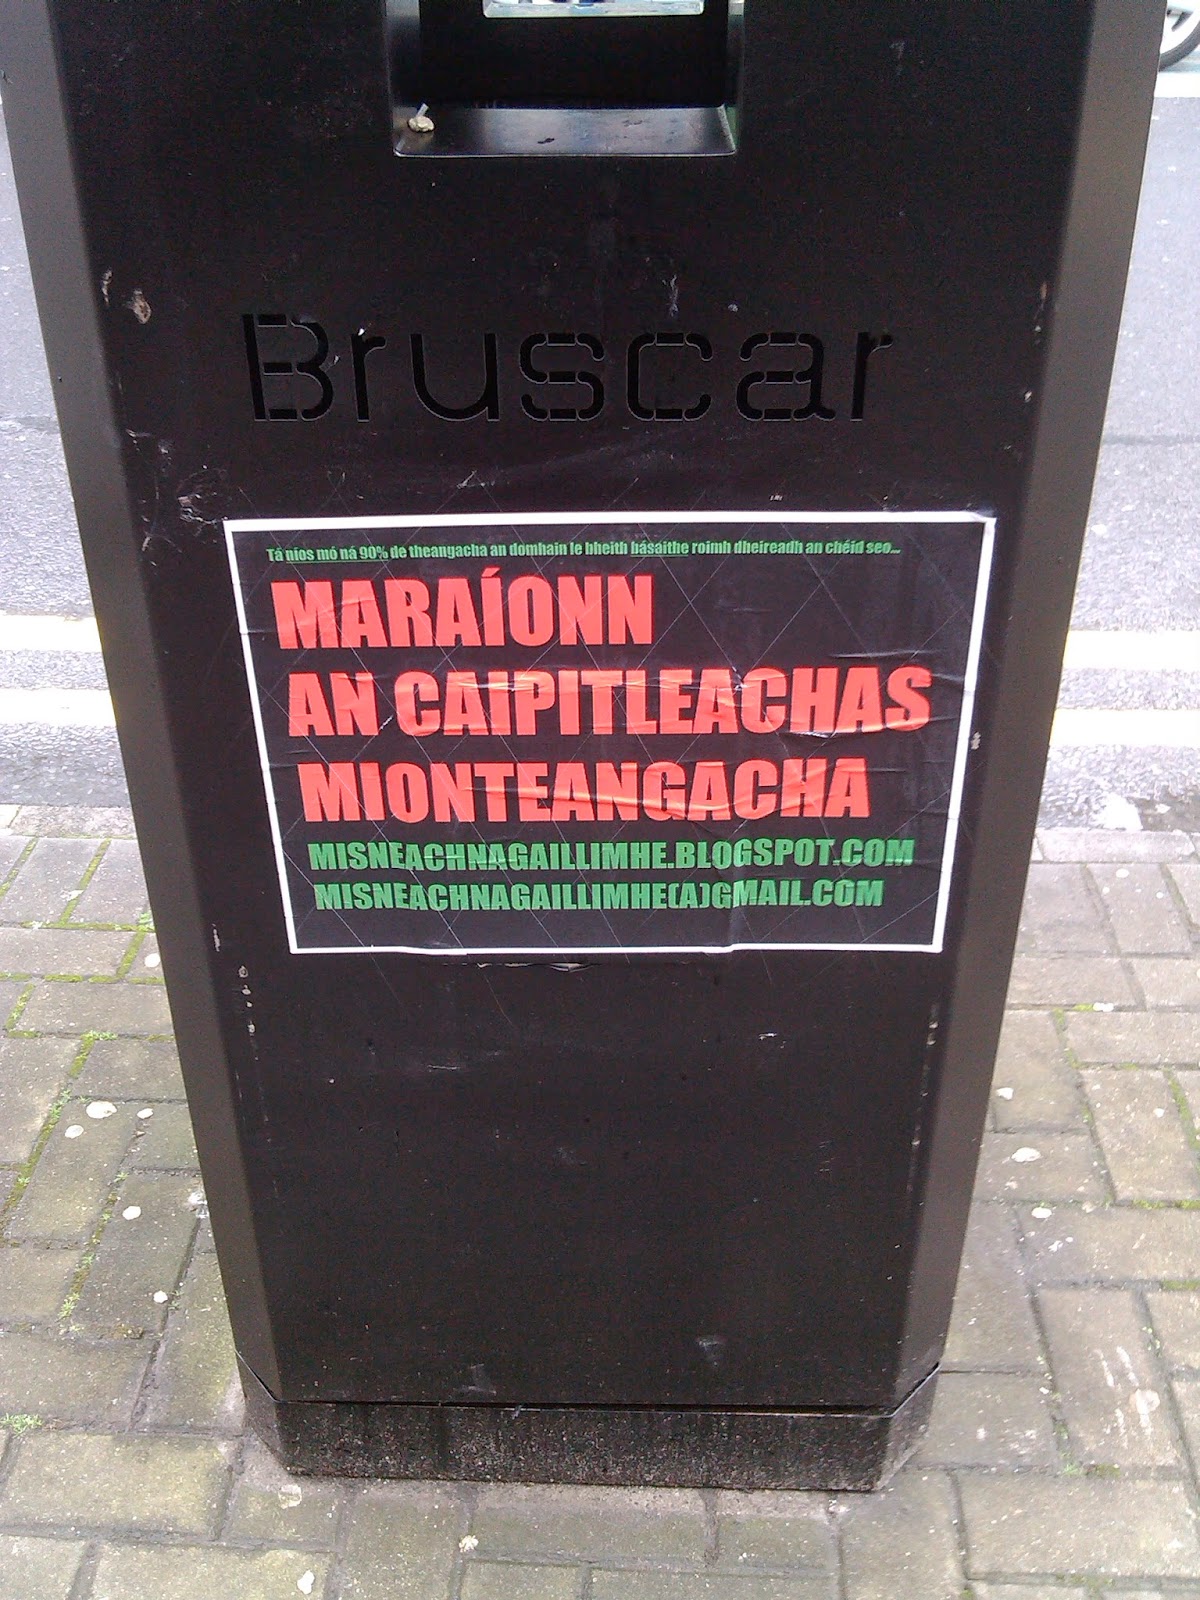 Bruscar
Tá níos mó ná 90% de theangacha an domhain le bheith básaithe roimh dheireadh an chéid seo...
MARAÍONN
AN CAIPITLEACHAS
MIONTEANGACHA
MISNEACHNAGAILLIMHE.BLOGSPOT.COM
MISNEACHNAGAILLIMHE(A)GMAIL.COM